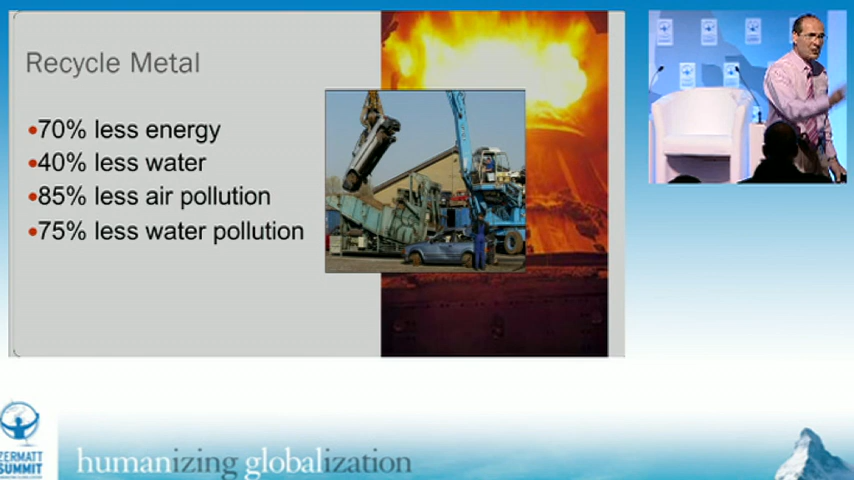 Recycle Metal
•70% less energy
•40% less water
•85% less air pollution
•75% less water pollution
ZERMATT
SUMMIT
humanizing globalization